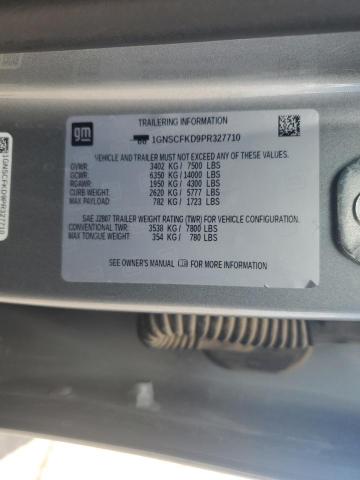 TRAILERING INFORMATION
gm
1GNSCFKD9PR327710
VEHICLE AND TRAILER MUST NOT EXCEED ANY OF THESE WEIGHTS:
GVWR: 3402 KG / 7500 LBS
GCWR: 6350 KG / 14000 LBS
RGAWR: 1950 KG / 4300 LBS
CURB WEIGHT: 2620 KG / 5777 LBS
MAX PAYLOAD: 782 KG / 1723 LBS
SAE J2807 TRAILER WEIGHT RATING (TWR) FOR VEHICLE CONFIGURATION.
CONVENTIONAL TWR: 3538 KG / 7800 LBS
MAX TONGUE WEIGHT: 354 KG / 780 LBS
SEE OWNER'S MANUAL FOR MORE INFORMATION
1GNSCFKD9PR327710